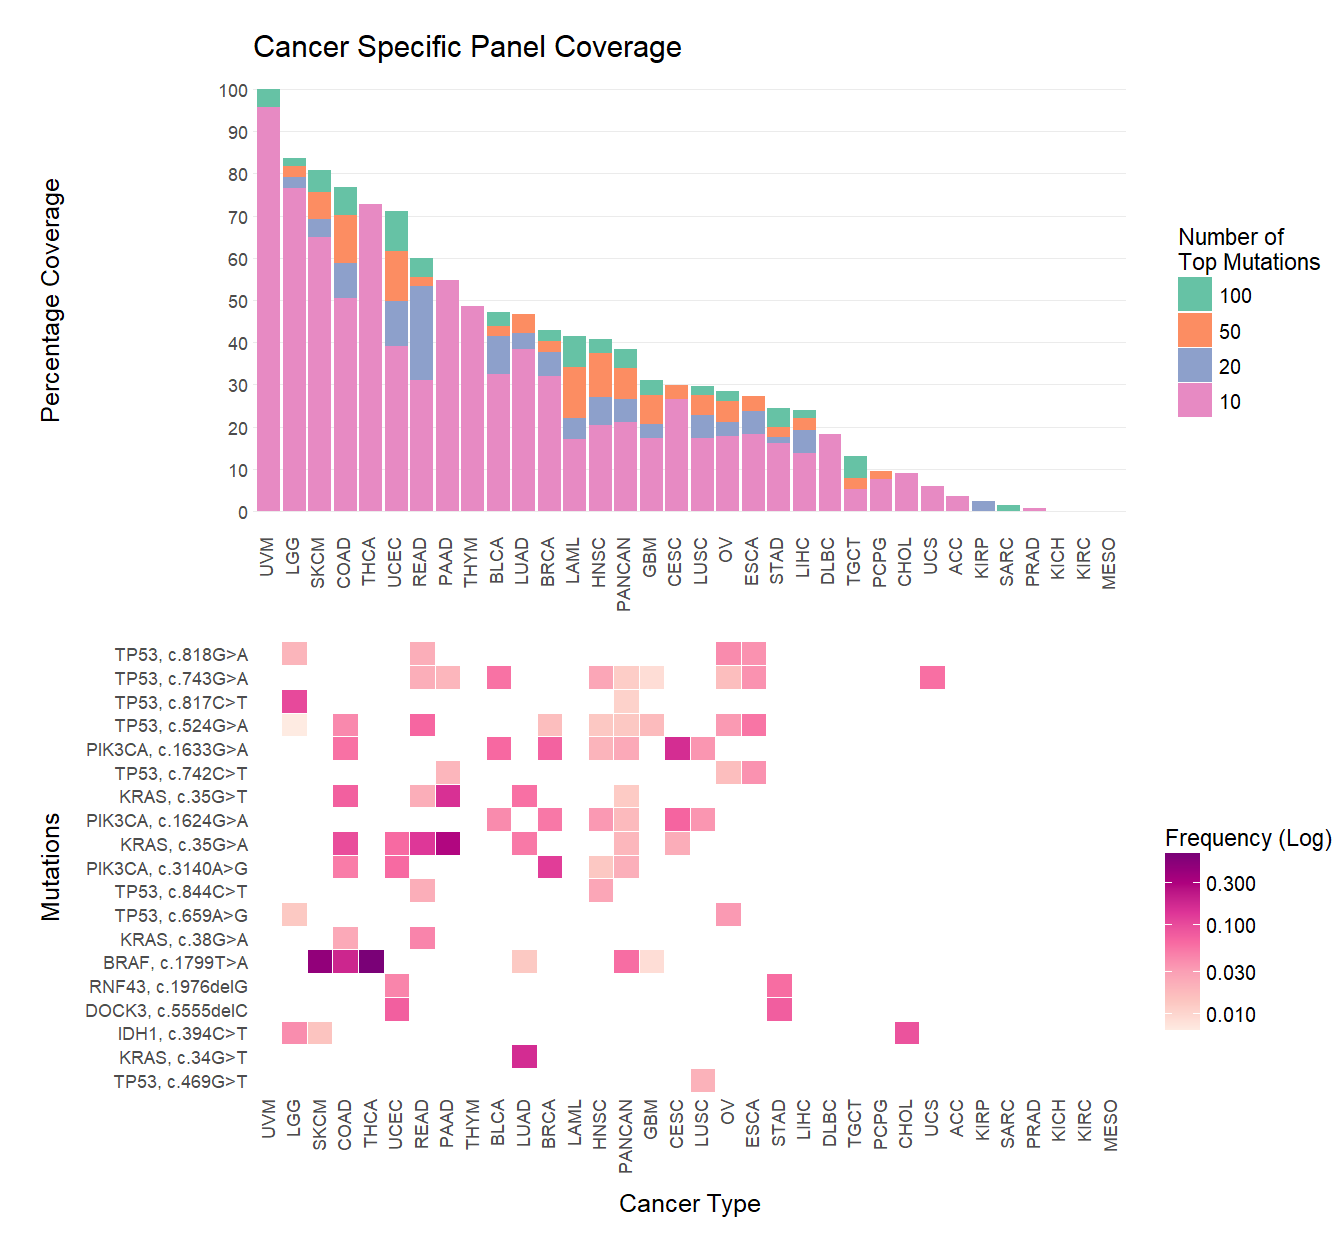 Cancer Specific Panel Coverage
Percentage Coverage
100
90
80
70
60
50
40
30
20
10
0
UVM
LGG
SKCM
COAD
THCA
UCEC
READ
PAAD
THYM
BLCA
LUAD
BRCA
LAML
HNSC
PANCAN
GBM
CESC
LUSC
OV
ESCA
STAD
LIHC
DLBC
TGCT
PCPG
CHOL
UCS
ACC
KIRP
SARC
PRAD
KICH
KIRC
MESO
Number of
Top Mutations
100
50
20
10
Mutations
TP53, c.818G>A
TP53, c.743G>A
TP53, c.817C>T
TP53, c.524G>A
PIK3CA, c.1633G>A
TP53, c.742C>T
KRAS, c.35G>T
PIK3CA, c.1624G>A
KRAS, c.35G>A
PIK3CA, c.3140A>G
TP53, c.844C>T
TP53, c.659A>G
KRAS, c.38G>A
BRAF, c.1799T>A
RNF43, c.1976delG
DOCK3, c.5555delC
IDH1, c.394C>T
KRAS, c.34G>T
TP53, c.469G>T
UVM
LGG
SKCM
COAD
THCA
UCEC
READ
PAAD
THYM
BLCA
LUAD
BRCA
LAML
HNSC
PANCAN
GBM
CESC
LUSC
OV
ESCA
STAD
LIHC
DLBC
TGCT
PCPG
CHOL
UCS
ACC
KIRP
SARC
PRAD
KICH
KIRC
MESO
Cancer Type
Frequency (Log)
0.300
0.100
0.030
0.010